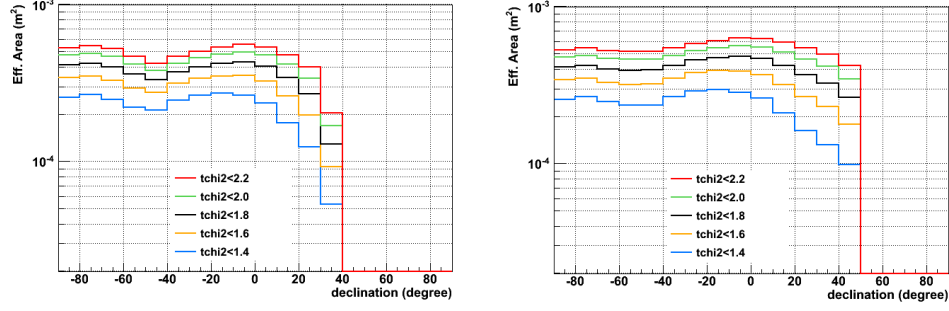 10⁻³
Eff. Area (m²)
10⁻⁴
tchi2<2.2
tchi2<2.0
tchi2<1.8
tchi2<1.6
tchi2<1.4
-80 -60 -40 -20 0 20 40 60 80
declination (degree)
10⁻³
Eff. Area (m²)
10⁻⁴
tchi2<2.2
tchi2<2.0
tchi2<1.8
tchi2<1.6
tchi2<1.4
-80 -60 -40 -20 0 20 40 60 80
declination (degree)